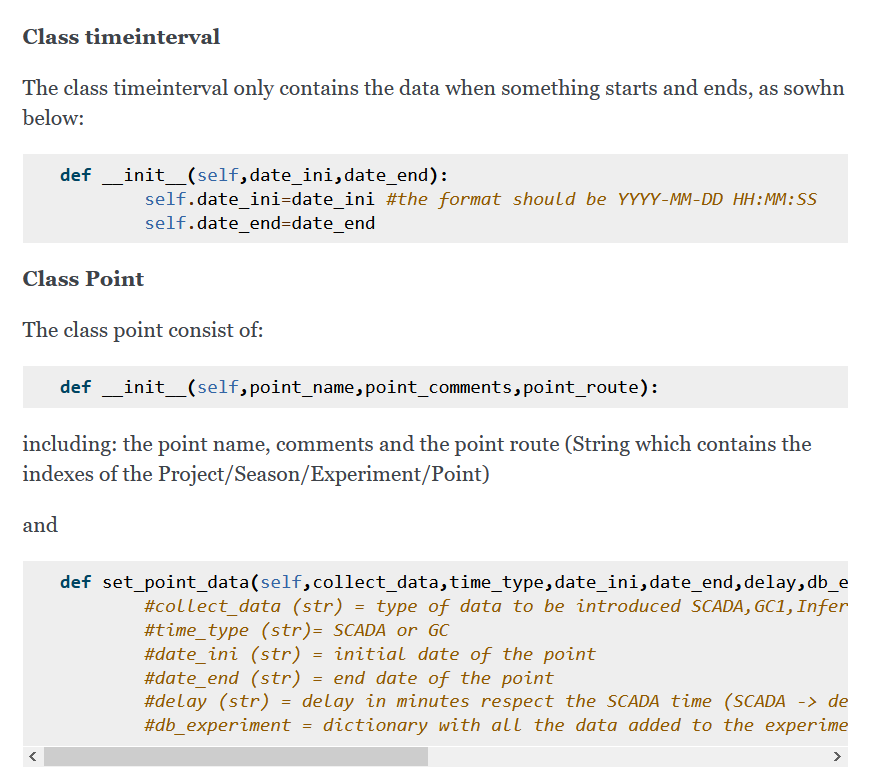 Class timeinterval
The class timeinterval only contains the data when something starts and ends, as sowhn
below:
def __init__(self,date_ini,date_end):
self.date_ini=date_ini #the format should be YYYY-MM-DD HH:MM:SS
self.date_end=date_end
Class Point
The class point consist of:
def __init__(self,point_name,point_comments,point_route):
including: the point name, comments and the point route (String which contains the
indexes of the Project/Season/Experiment/Point)
and
def set_point_data(self,collect_data,time_type,date_ini,date_end,delay,db_e
#collect_data (str) = type of data to be introduced SCADA,GC1,Infer
#time_type (str)= SCADA or GC
#date_ini (str) = initial date of the point
#date_end (str) = end date of the point
#delay (str) = delay in minutes respect the SCADA time (SCADA -> de
#db_experiment = dictionary with all the data added to the experime